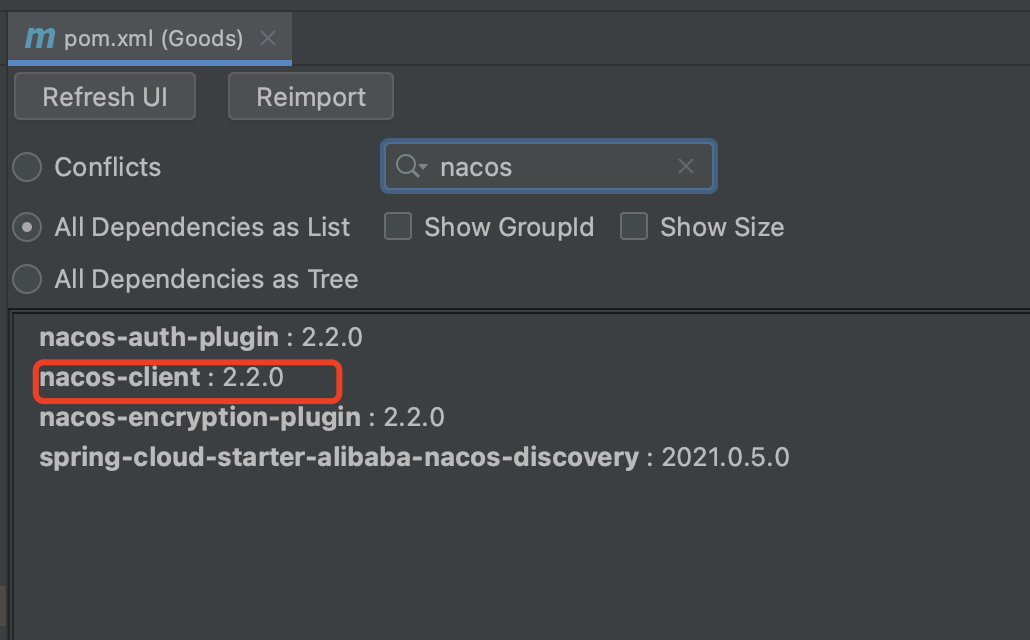 pom.xml (Goods)
Refresh UI Reimport
Conflicts nacos
All Dependencies as List Show GroupId Show Size
All Dependencies as Tree
nacos-auth-plugin : 2.2.0
nacos-client : 2.2.0
nacos-encryption-plugin : 2.2.0
spring-cloud-starter-alibaba-nacos-discovery : 2021.0.5.0